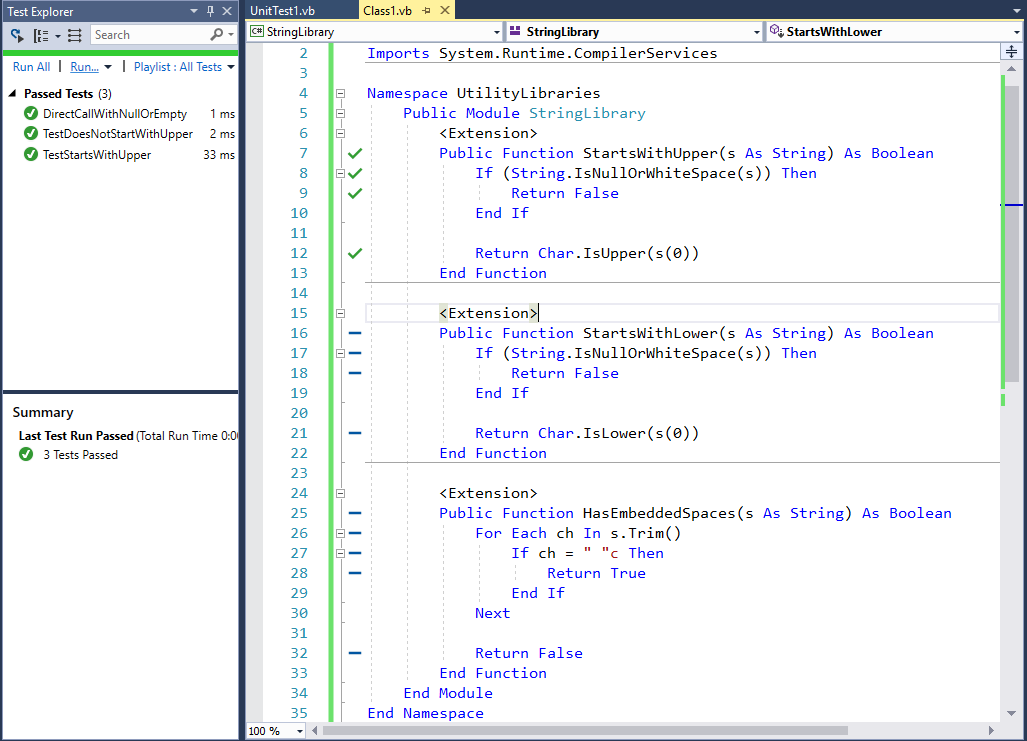 Test Explorer
Search
Run All | Run... | Playlist : All Tests
Passed Tests (3)
DirectCallWithNullOrEmpty 1 ms
TestDoesNotStartWithUpper 2 ms
TestStartsWithUpper 33 ms
Summary
Last Test Run Passed (Total Run Time 0:0
3 Tests Passed
UnitTest1.vb Class1.vb
C# StringLibrary StringLibrary StartsWithLower
2 Imports System.Runtime.CompilerServices
3
4 Namespace UtilityLibraries
5 Public Module StringLibrary
6 <Extension>
7 Public Function StartsWithUpper(s As String) As Boolean
8 If (String.IsNullOrWhiteSpace(s)) Then
9 Return False
10 End If
11
12 Return Char.IsUpper(s(0))
13 End Function
14
15 <Extension>
16 Public Function StartsWithLower(s As String) As Boolean
17 If (String.IsNullOrWhiteSpace(s)) Then
18 Return False
19 End If
20
21 Return Char.IsLower(s(0))
22 End Function
23
24 <Extension>
25 Public Function HasEmbeddedSpaces(s As String) As Boolean
26 For Each ch In s.Trim()
27 If ch = " "c Then
28 Return True
29 End If
30 Next
31
32 Return False
33 End Function
34 End Module
35 End Namespace
100 %